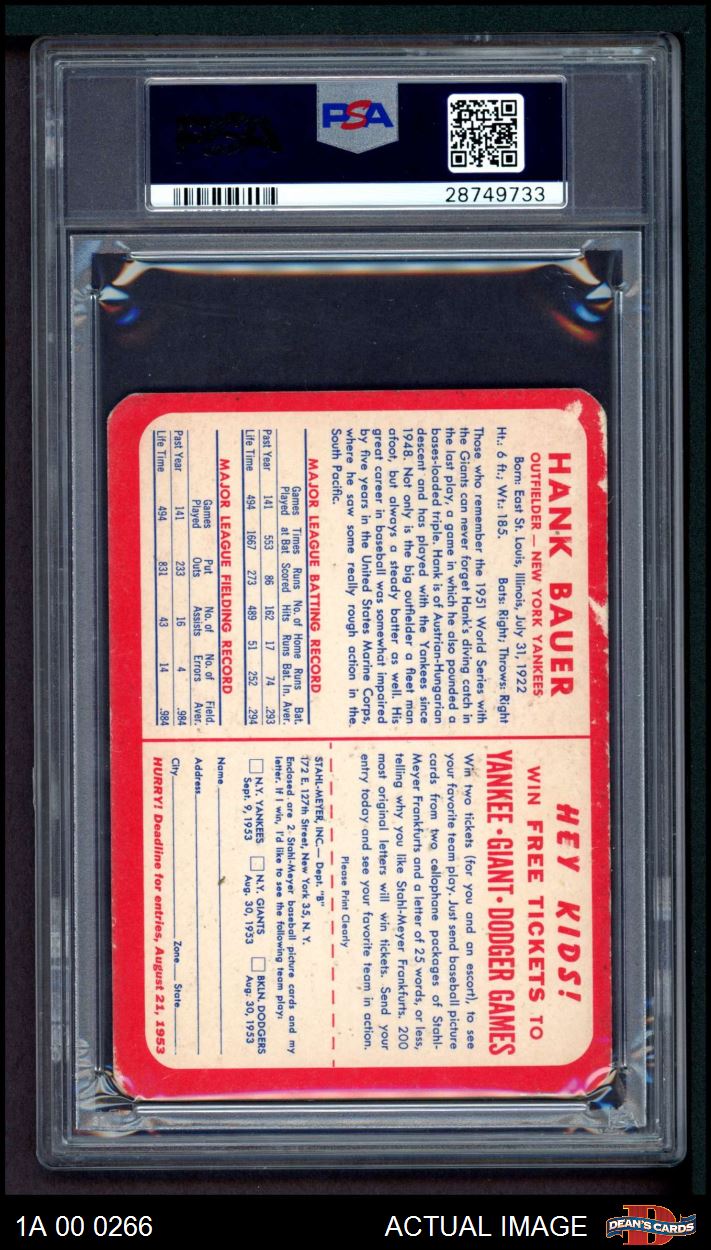 PSA
28749733
HANK BAUER
OUTFIELDER — NEW YORK YANKEES
Born: East St. Louis, Illinois, July 31, 1922
Ht.: 6 ft.; Wt.: 185. Bats: Right; Throws: Right
Those who remember the 1951 World Series with
the Giants can never forget Hank's diving catch in
the last play, a game in which he also pounded a
bases-loaded triple. Hank is of Austrian-Hungarian
descent and has played with the Yankees since
1948. Not only is the big outfielder a fleet man
afoot, but always a steady batter as well. His
great career in baseball was somewhat impaired
by five years in the United States Marine Corps,
where he saw some really rough action in the
South Pacific.
MAJOR LEAGUE BATTING RECORD
Games Times Runs No. of Home Runs Bat.
Played at Bat Scored Hits Runs Bat. In. Aver.
Past Year 141 553 86 162 17 74 .293
Life Time 494 1667 273 489 51 252 .294
MAJOR LEAGUE FIELDING RECORD
Games Put No. of No. of Field.
Played Outs Assists Errors Aver.
Past Year 141 233 16 4 .984
Life Time 494 831 43 14 .984
HEY KIDS!
WIN FREE TICKETS TO
YANKEE · GIANT · DODGER GAMES
Win two tickets (for you and an escort), to see
your favorite team play. Just send baseball picture
cards from two cellophane packages of Stahl-
Meyer Frankfurts and a letter of 25 words, or less,
telling why you like Stahl-Meyer Frankfurts. 200
most original letters will win tickets. Send your
entry today and see your favorite team in action.
Please Print Clearly
STAHL-MEYER, INC.— Dept. "B"
172 E. 127th Street, New York 35, N. Y.
Enclosed are 2 Stahl-Meyer baseball picture cards and my
letter. If I win, I'd like to see the following team play.
N.Y. YANKEES N.Y. GIANTS BKLN. DODGERS
Sept. 9, 1953 Aug. 30, 1953 Aug. 30, 1953
Name
Address
City Zone State
HURRY! Deadline for entries, August 21, 1953
1A 00 0266
ACTUAL IMAGE
DEAN'S CARDS